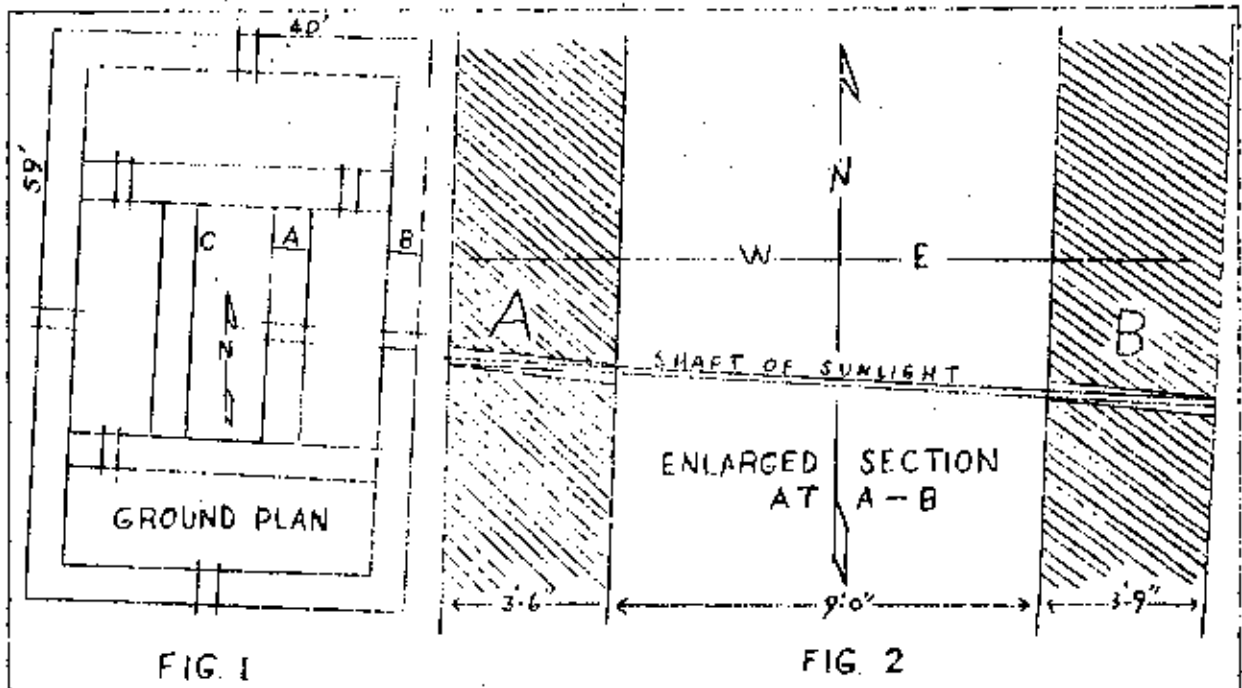 40'
59'
C A B
N
GROUND PLAN
FIG. 1
N
W E
A B
SHAFT OF SUNLIGHT
ENLARGED SECTION
AT A - B
3'6" 9'0" 3'9"
FIG. 2